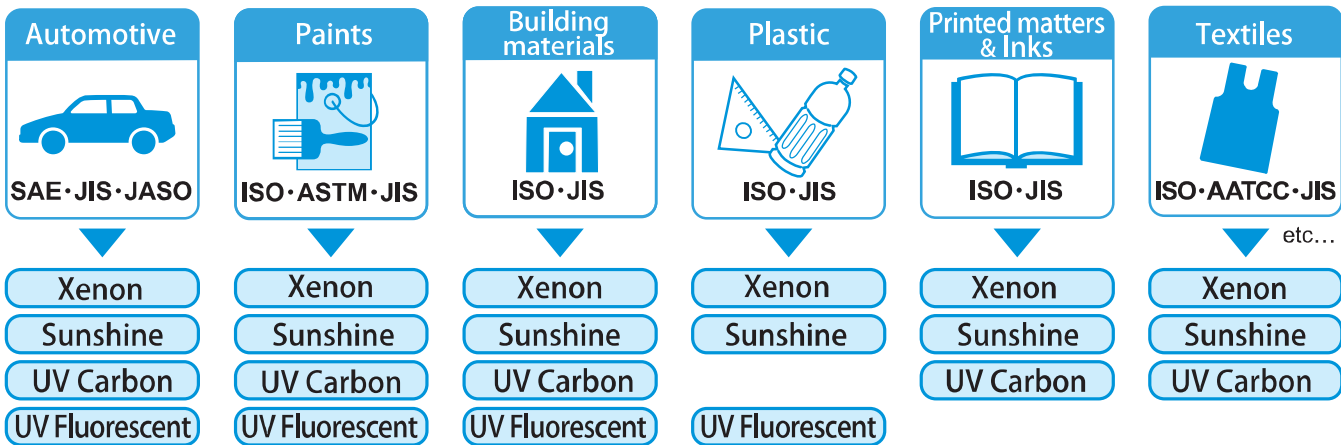 Automotive
SAE・JIS・JASO
Xenon
Sunshine
UV Carbon
UV Fluorescent
Paints
ISO・ASTM・JIS
Xenon
Sunshine
UV Carbon
UV Fluorescent
Building
materials
ISO・JIS
Xenon
Sunshine
UV Carbon
UV Fluorescent
Plastic
ISO・JIS
Xenon
Sunshine
UV Fluorescent
Printed matters
& Inks
ISO・JIS
Xenon
Sunshine
UV Carbon
Textiles
ISO・AATCC・JIS
etc...
Xenon
Sunshine
UV Carbon